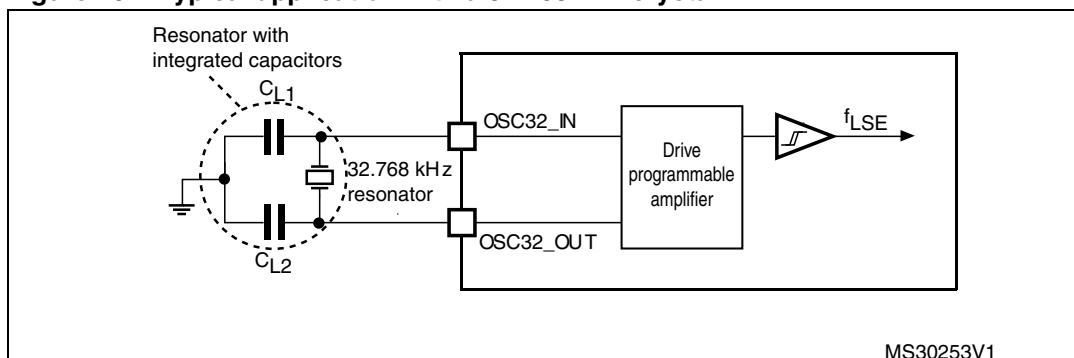 Resonator with
integrated capacitors
CL1
OSC32_IN
fLSE
32.768 kHz
resonator
Drive
programmable
amplifier
OSC32_OUT
CL2
MS30253V1